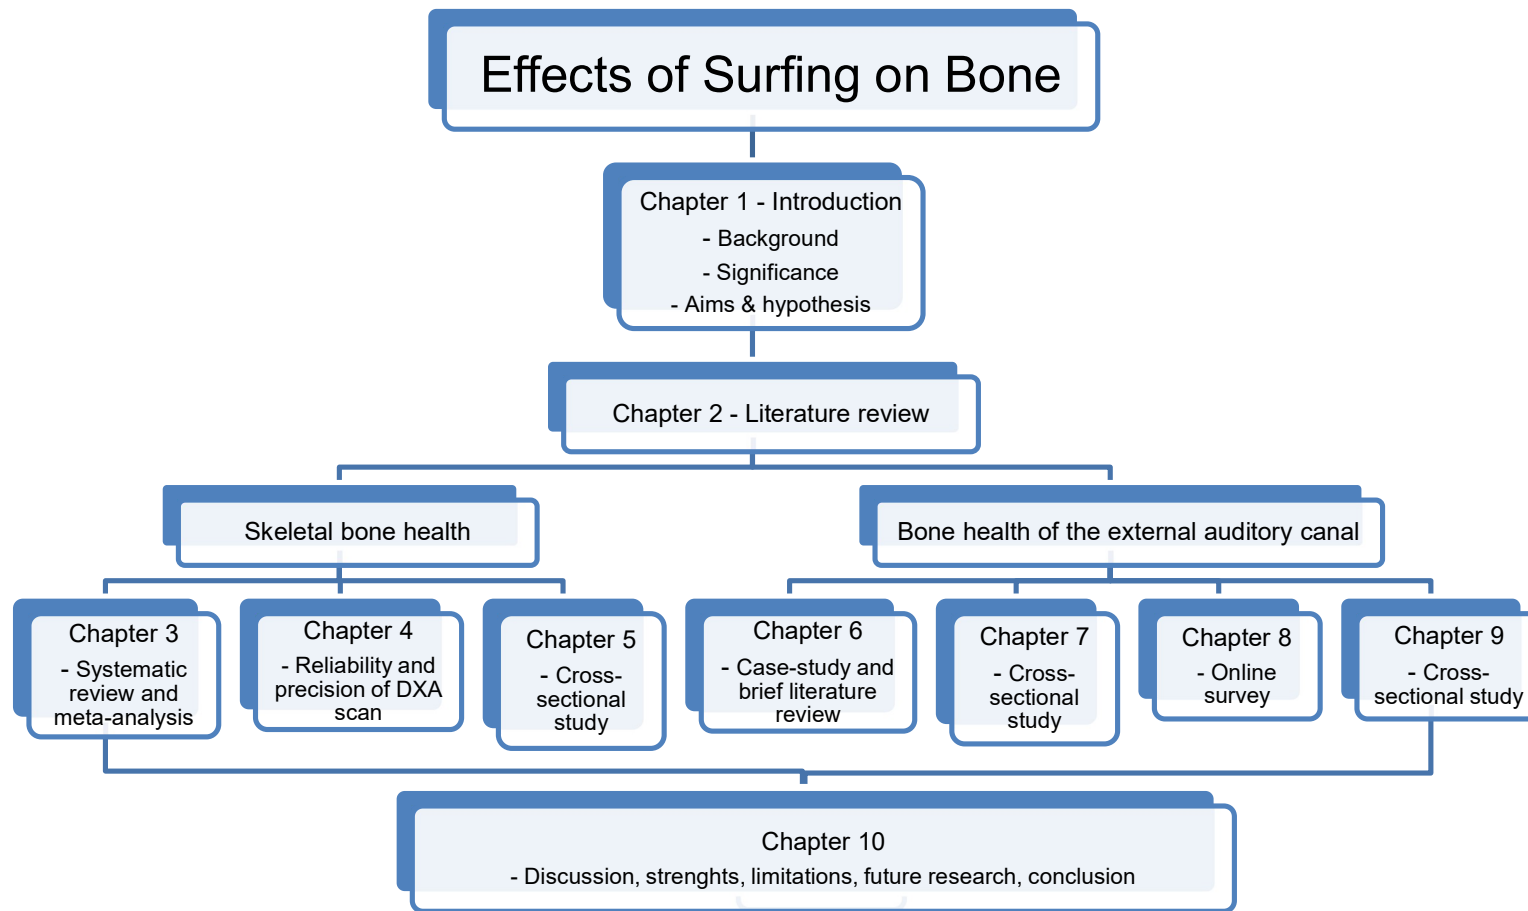 Effects of Surfing on Bone
Chapter 1 - Introduction
- Background
- Significance
- Aims & hypothesis
Chapter 2 - Literature review
Skeletal bone health
Bone health of the external auditory canal
Chapter 3
- Systematic
review and
meta-analysis
Chapter 4
- Reliability and
precision of DXA
scan
Chapter 5
- Cross-
sectional
study
Chapter 6
- Case-study and
brief literature
review
Chapter 7
- Cross-
sectional
study
Chapter 8
- Online
survey
Chapter 9
- Cross-
sectional study
Chapter 10
- Discussion, strenghts, limitations, future research, conclusion